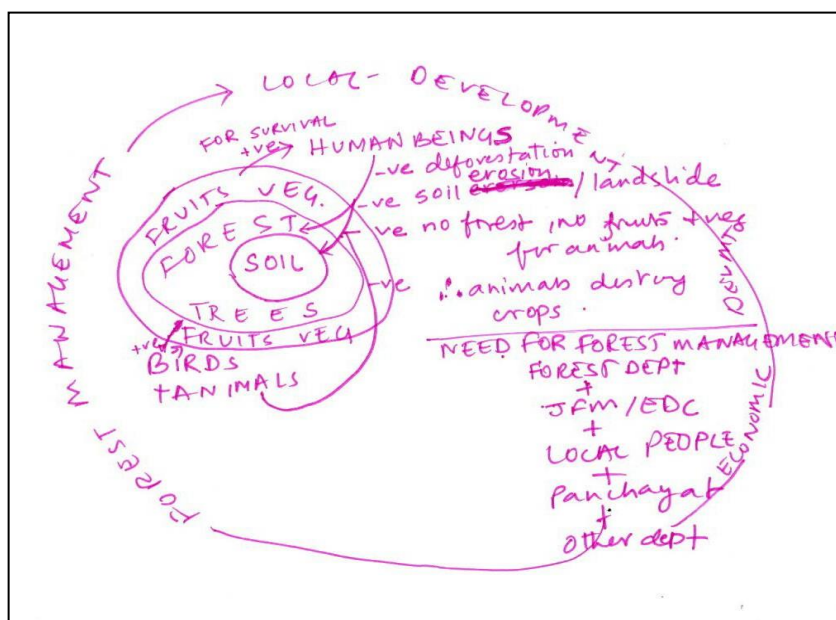 LOCAL- DEVELOPMENT
FOREST MANAGEMENT
ECONOMIC
FOR SURVIVAL
+ve
HUMAN BEINGS
-ve deforestation
erosion
-ve soil / landslide
-ve no forest, no fruits + veg
for animals.
-ve
∴ animals destroy
crops.
FRUITS VEG.
FOREST
SOIL
TREES
FRUITS VEG
+ve
BIRDS
+ANIMALS
NEED FOR FOREST MANAGEMENT
FOREST DEPT
+
JFM/EDC
+
LOCAL PEOPLE
+
Panchayat
+
other dept